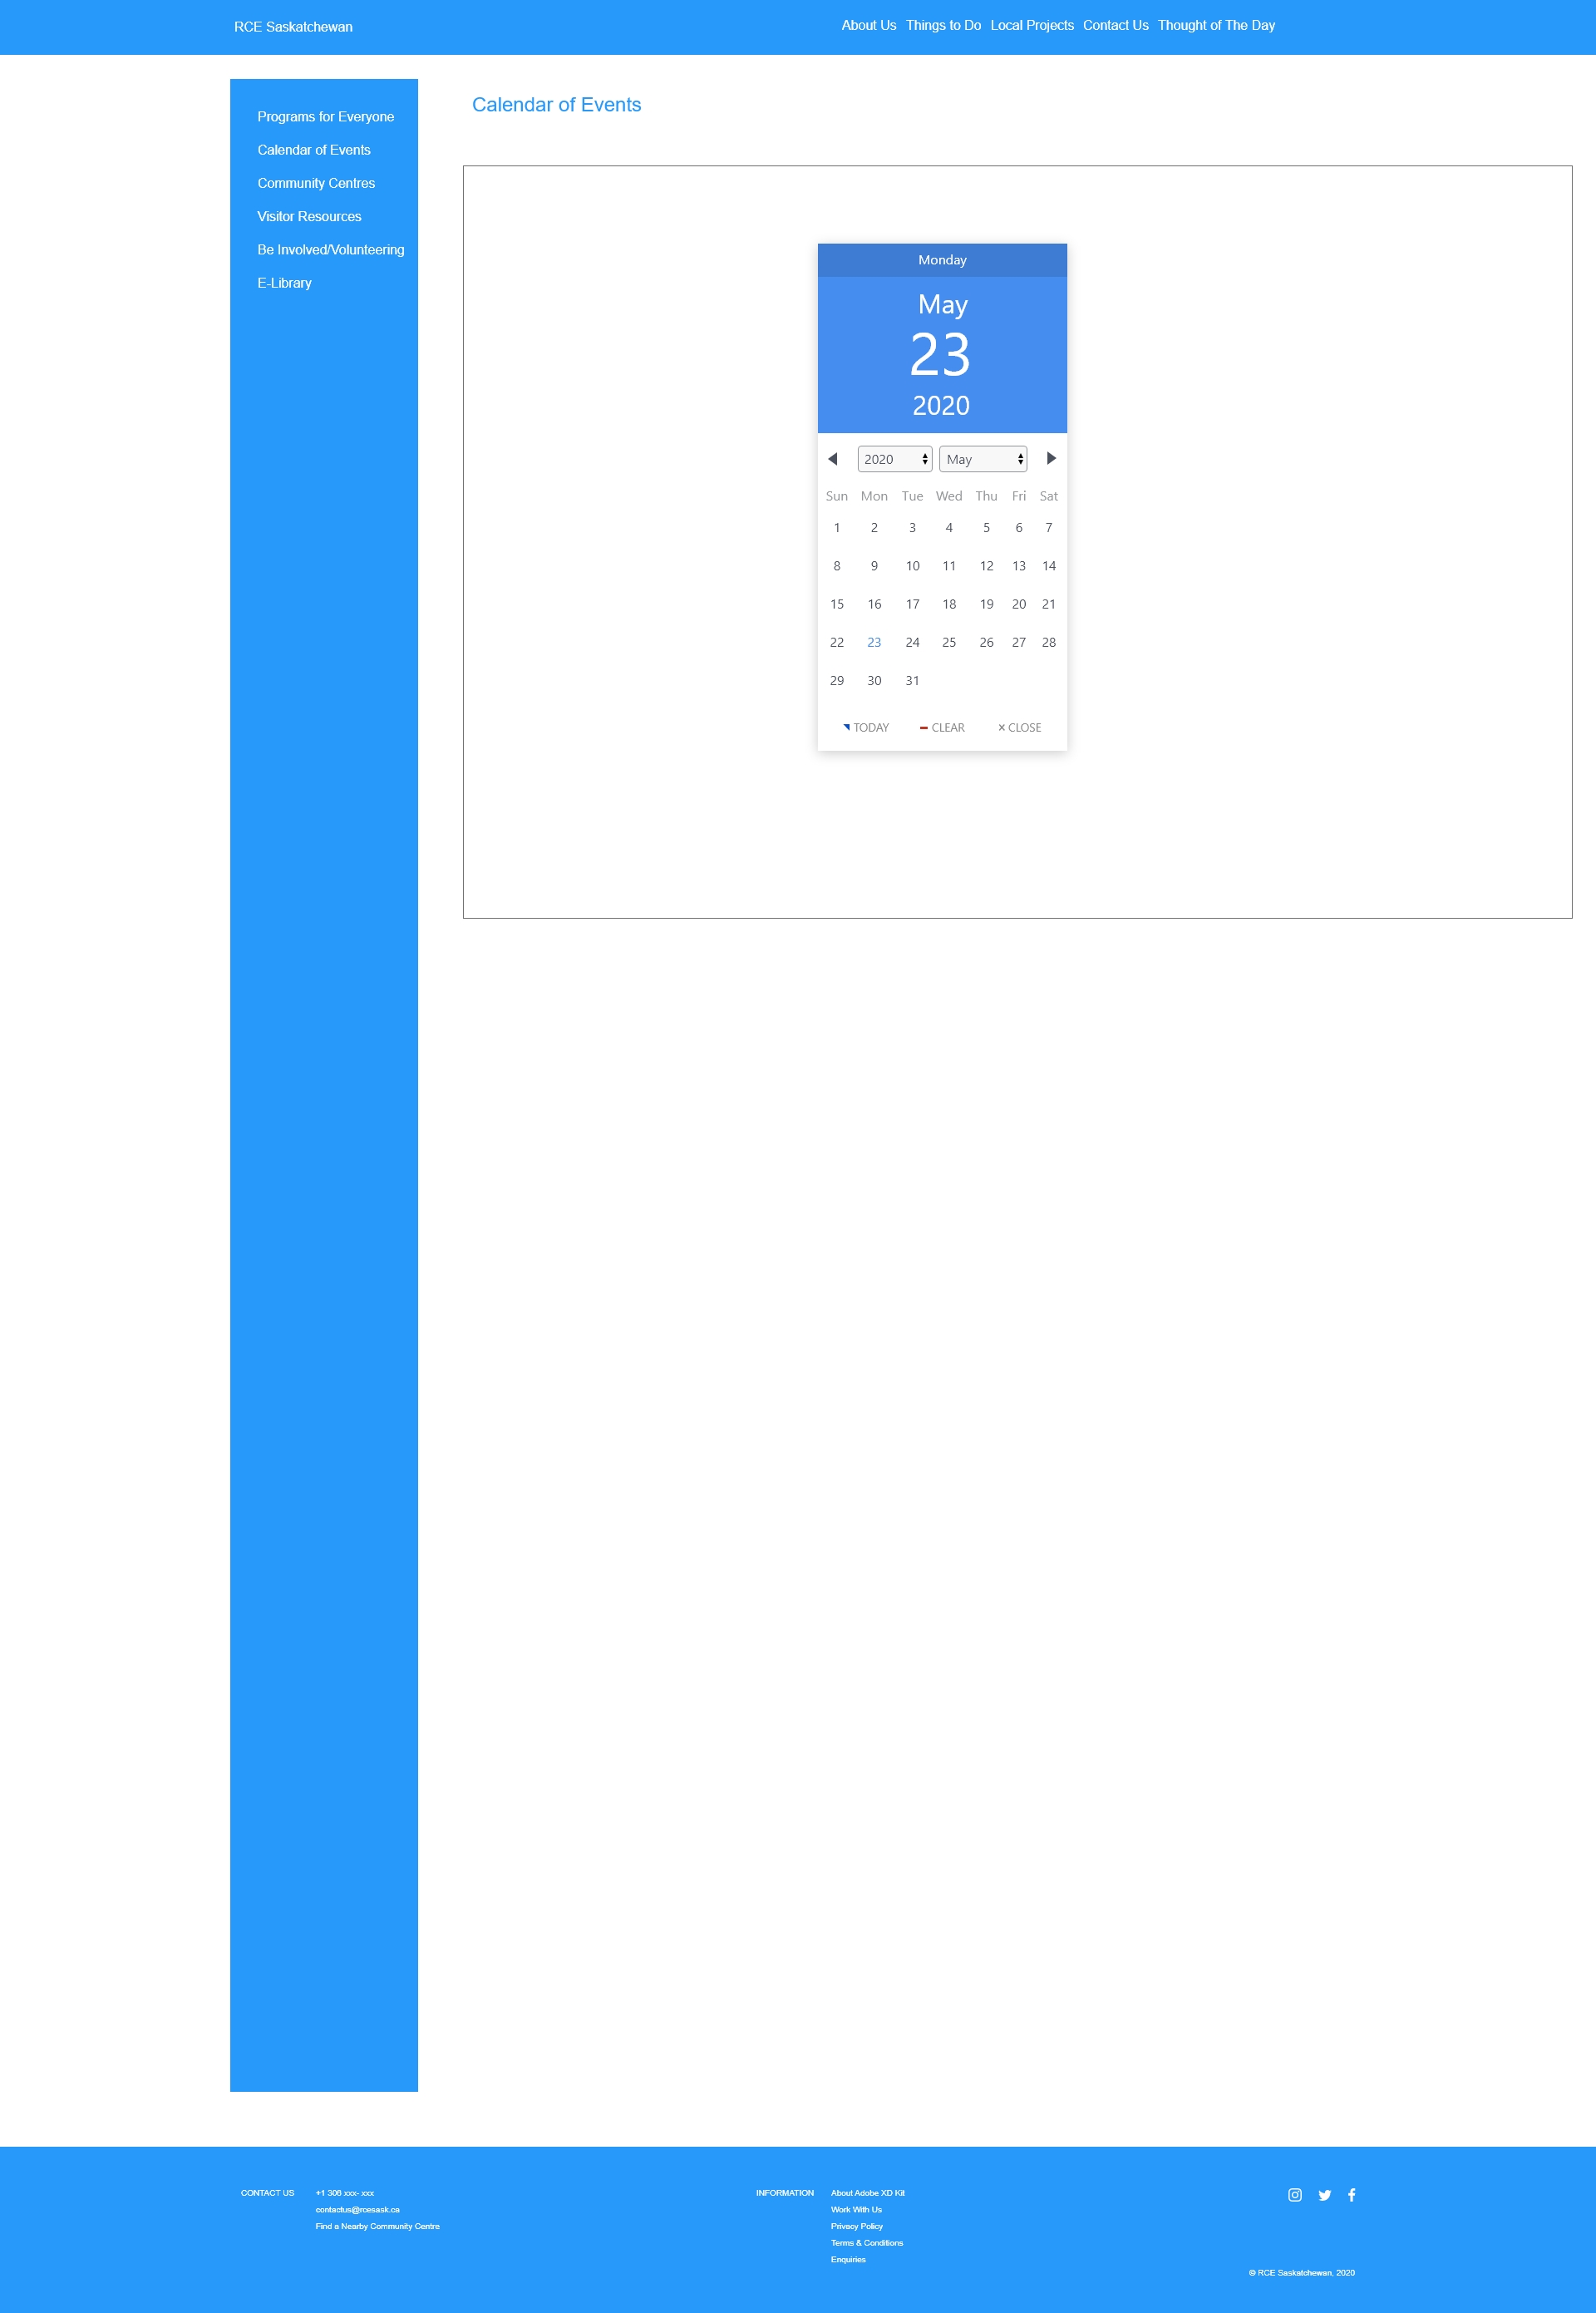 RCE Saskatchewan
About Us Things to Do Local Projects Contact Us Thought of The Day
Programs for Everyone
Calendar of Events
Community Centres
Visitor Resources
Be Involved/Volunteering
E-Library
Calendar of Events
Monday
May
23
2020
2020 May
Sun Mon Tue Wed Thu Fri Sat
1 2 3 4 5 6 7
8 9 10 11 12 13 14
15 16 17 18 19 20 21
22 23 24 25 26 27 28
29 30 31
TODAY CLEAR × CLOSE
CONTACT US
+1 306 xxx- xxx
contactus@rcesask.ca
Find a Nearby Community Centre
INFORMATION
About Adobe XD Kit
Work With Us
Privacy Policy
Terms & Conditions
Enquiries
© RCE Saskatchewan, 2020